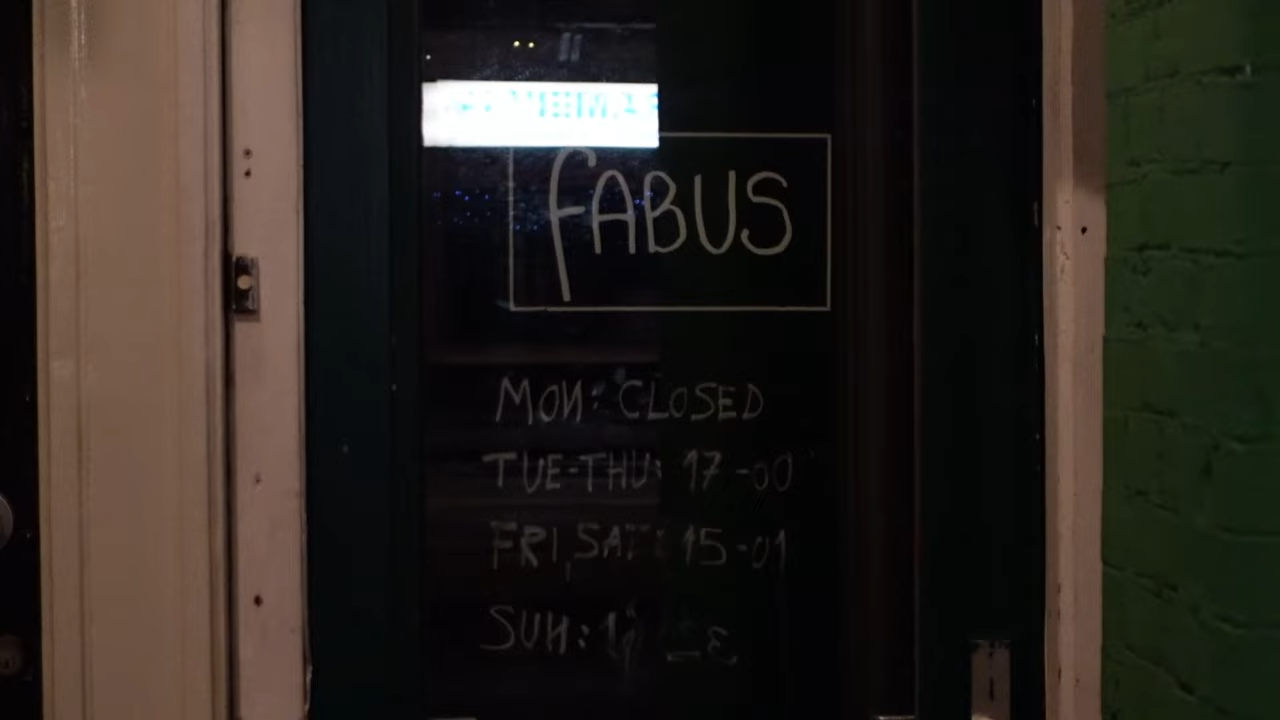 fABUS
MON: CLOSED
TUE-THU: 17-00
FRI,SAT: 15-01
SUN: